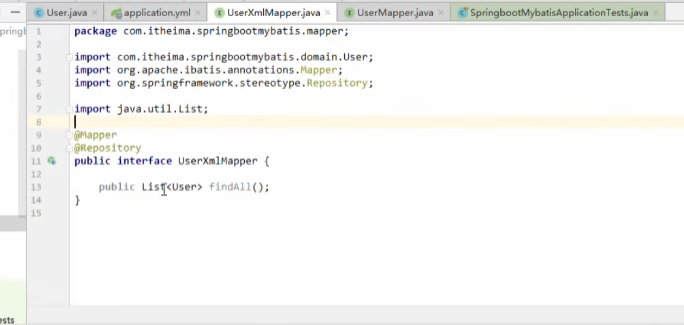 User.java
application.yml
UserXmlMapper.java
UserMapper.java
SpringbootMybatisApplicationTests.java
1 package com.itheima.springbootmybatis.mapper;
2
3 import com.itheima.springbootmybatis.domain.User;
4 import org.apache.ibatis.annotations.Mapper;
5 import org.springframework.stereotype.Repository;
6
7 import java.util.List;
8
9 @Mapper
10 @Repository
11 public interface UserXmlMapper {
12
13 public List<User> findAll();
14 }
15